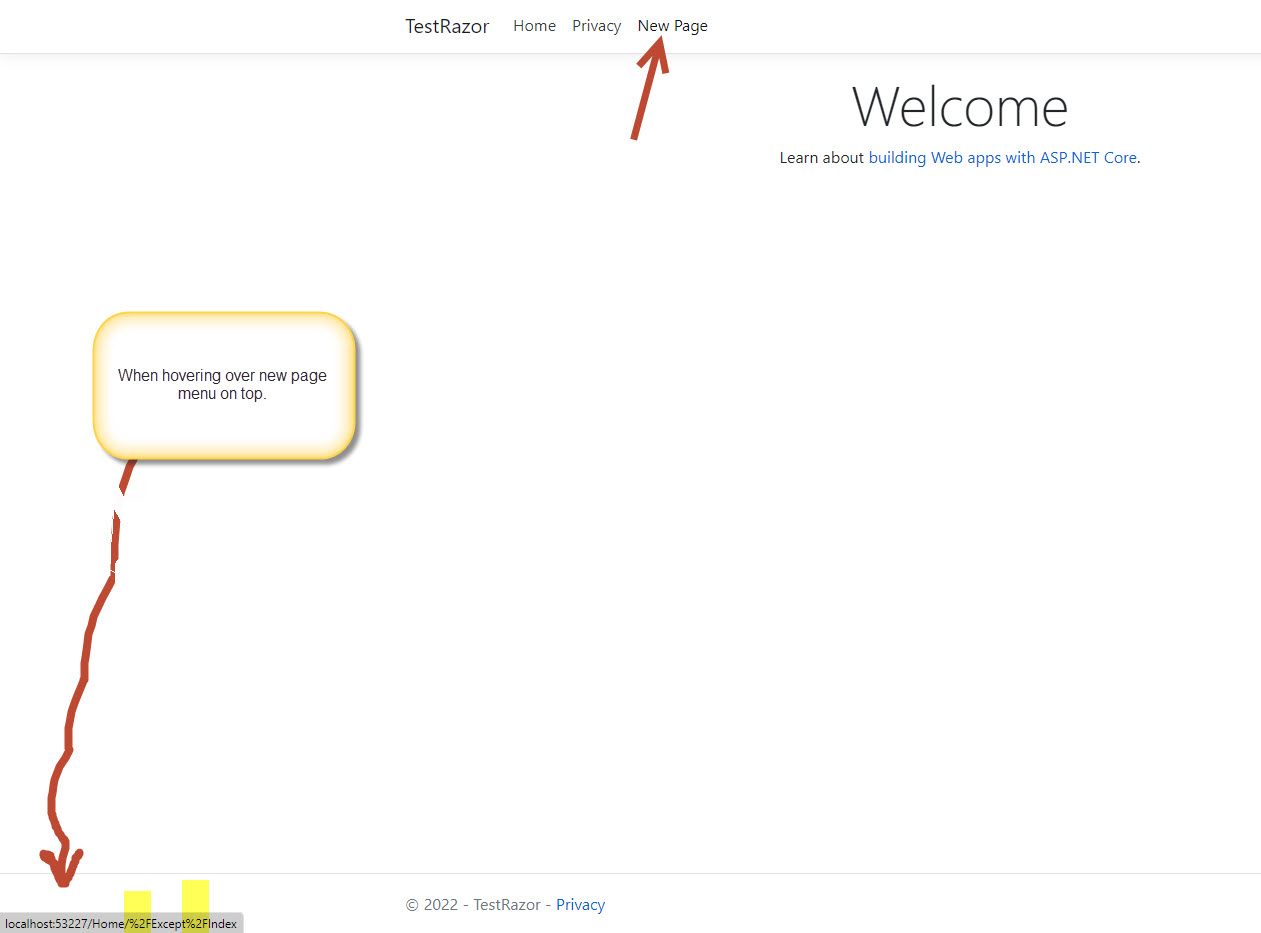 TestRazor Home Privacy New Page
Welcome
Learn about building Web apps with ASP.NET Core.
When hovering over new page
menu on top.
© 2022 - TestRazor - Privacy
localhost:53227/Home/%2FExcept%2FIndex